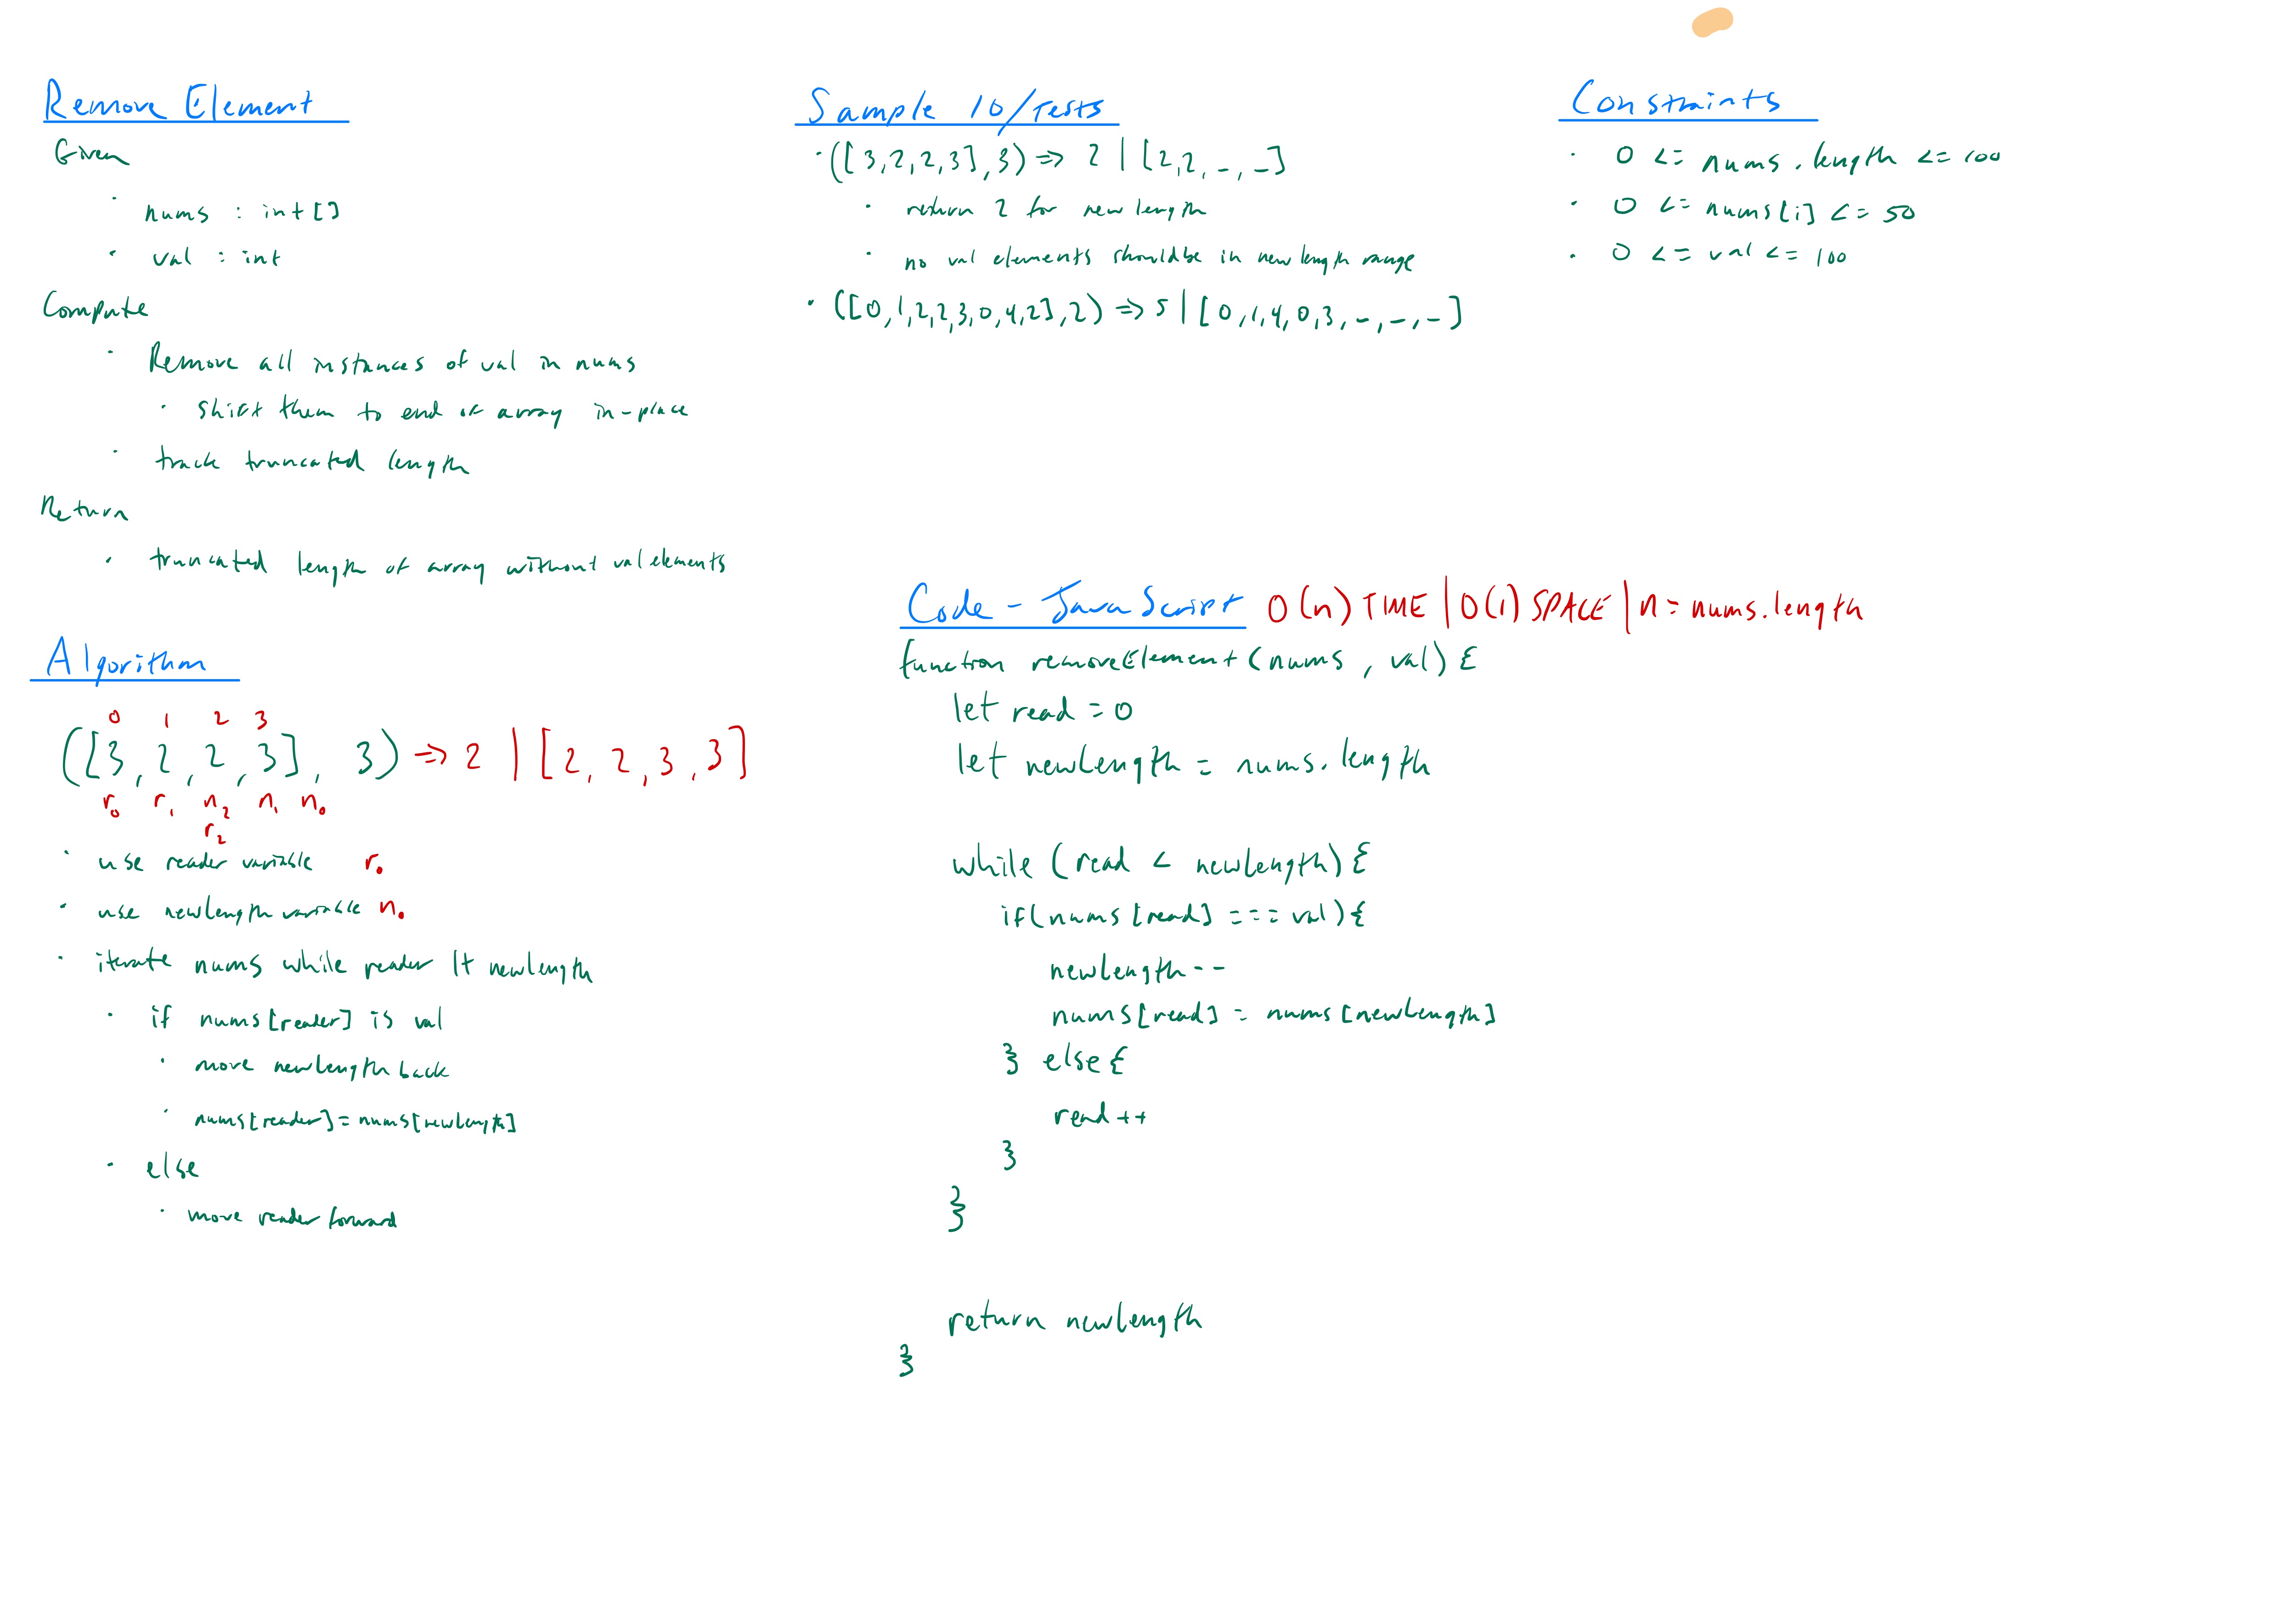 Remove Element
Given
· nums : int[]
· val : int
Compute
· Remove all instances of val in nums
· shift them to end of array in-place
· track truncated length
Return
· truncated length of array without val elements
Sample IO/Tests
· ([3,2,2,3],3) => 2 | [2,2,-,-]
· return 2 for new length
· no val elements should be in new length range
· ([0,1,2,2,3,0,4,2],2) => 5 | [0,1,4,0,3,-,-,-]
Constraints
· 0 <= nums.length <= 100
· 0 <= nums[i] <= 50
· 0 <= val <= 100
Algorithm
0 1 2 3
([3, 2, 2, 3], 3) => 2 | [2, 2, 3, 3]
r0 r1 n2 n1 n0
r2
· use reader variable r0
· use newLength variable n0
· iterate nums while reader lt newLength
· if nums[reader] is val
· move newLength back
· nums[reader] = nums[newLength]
· else
· move reader forward
Code - JavaScript O(n) TIME | O(1) SPACE | n = nums.length
function removeElement(nums, val) {
let read = 0
let newLength = nums.length
while (read < newLength) {
if(nums[read] === val) {
newLength--
nums[read] = nums[newLength]
} else {
read++
}
}
return newLength
}